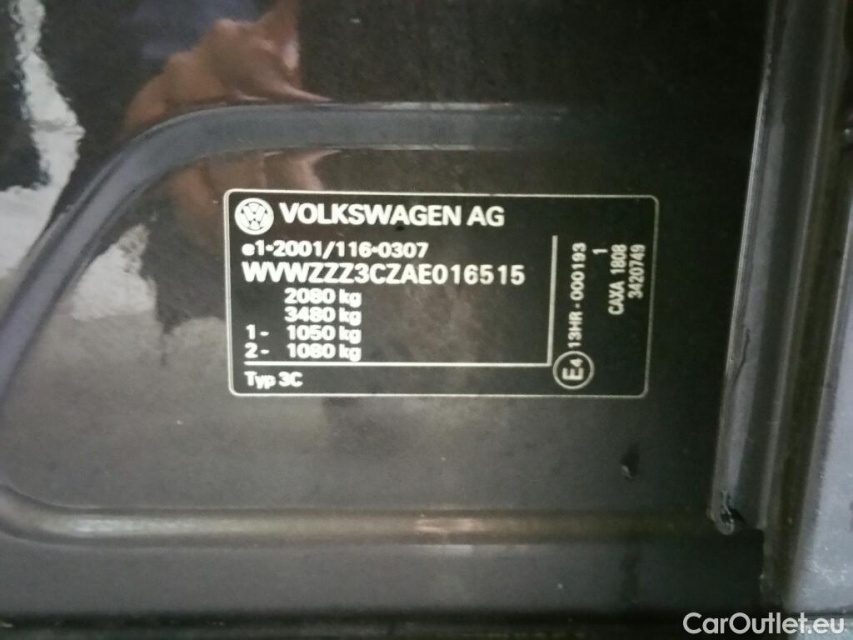 VOLKSWAGEN AG
e1*2001/116*0307
WVWZZZ3CZAE016515
2080 kg
3480 kg
1- 1050 kg
2- 1080 kg
Typ 3C
E4 13HR-000193
1
CAXA 1808
3420749
CarOutlet.eu